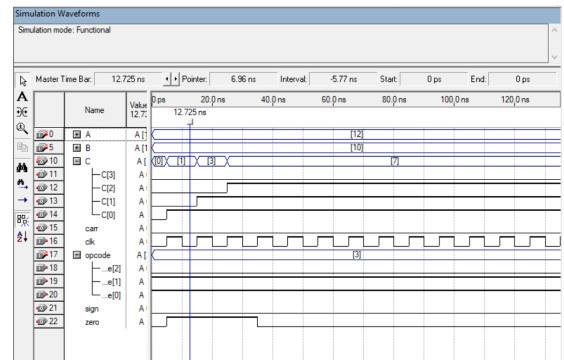 Simulation Waveforms
Simulation mode: Functional
Master Time Bar: 12.725 ns Pointer: 6.96 ns Interval: -5.77 ns Start: 0 ps End: 0 ps
Name Value 12.7
0 ps 20.0 ns 40.0 ns 60.0 ns 80.0 ns 100.0 ns 120.0 ns
12.725 ns
0 A A [1 [12]
5 B A [1 [10]
10 C A [ [0] [1] [3] [7]
11 C[3] A
12 C[2] A
13 C[1] A
14 C[0] A
15 carr A
16 clk A
17 opcode A [ [3]
18 ...e[2] A
19 ...e[1] A
20 ...e[0] A
21 sign A
22 zero A